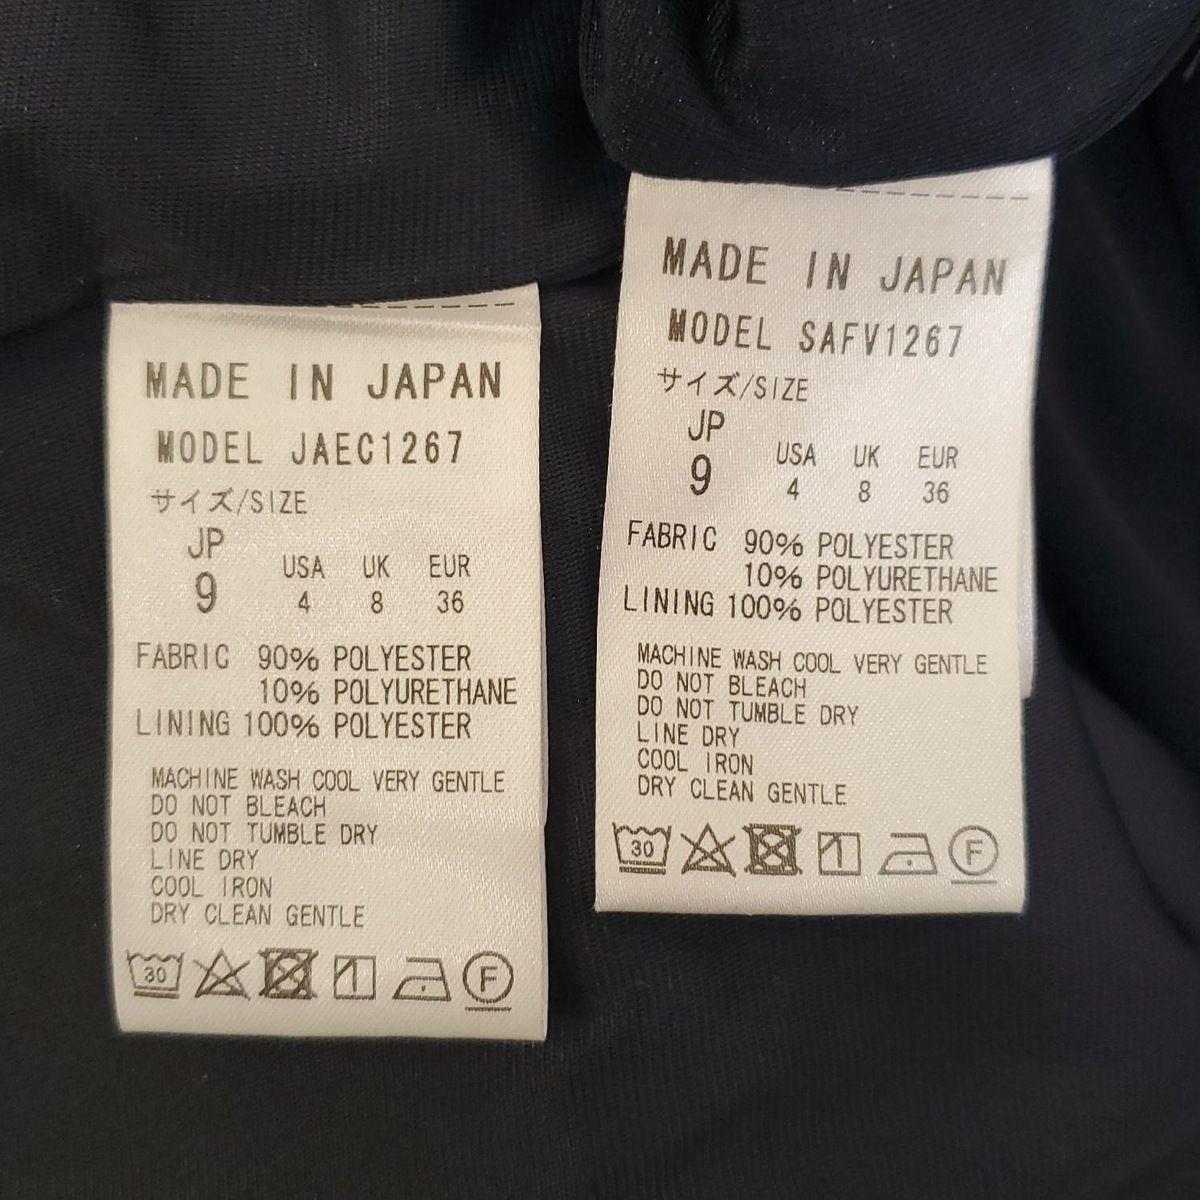 MADE IN JAPAN
MODEL JAEC1267
サイズ/SIZE
JP USA UK EUR
9 4 8 36
FABRIC 90% POLYESTER
10% POLYURETHANE
LINING 100% POLYESTER
MACHINE WASH COOL VERY GENTLE
DO NOT BLEACH
DO NOT TUMBLE DRY
LINE DRY
COOL IRON
DRY CLEAN GENTLE
30 F
MADE IN JAPAN
MODEL SAFV1267
サイズ/SIZE
JP USA UK EUR
9 4 8 36
FABRIC 90% POLYESTER
10% POLYURETHANE
LINING 100% POLYESTER
MACHINE WASH COOL VERY GENTLE
DO NOT BLEACH
DO NOT TUMBLE DRY
LINE DRY
COOL IRON
DRY CLEAN GENTLE
30 F